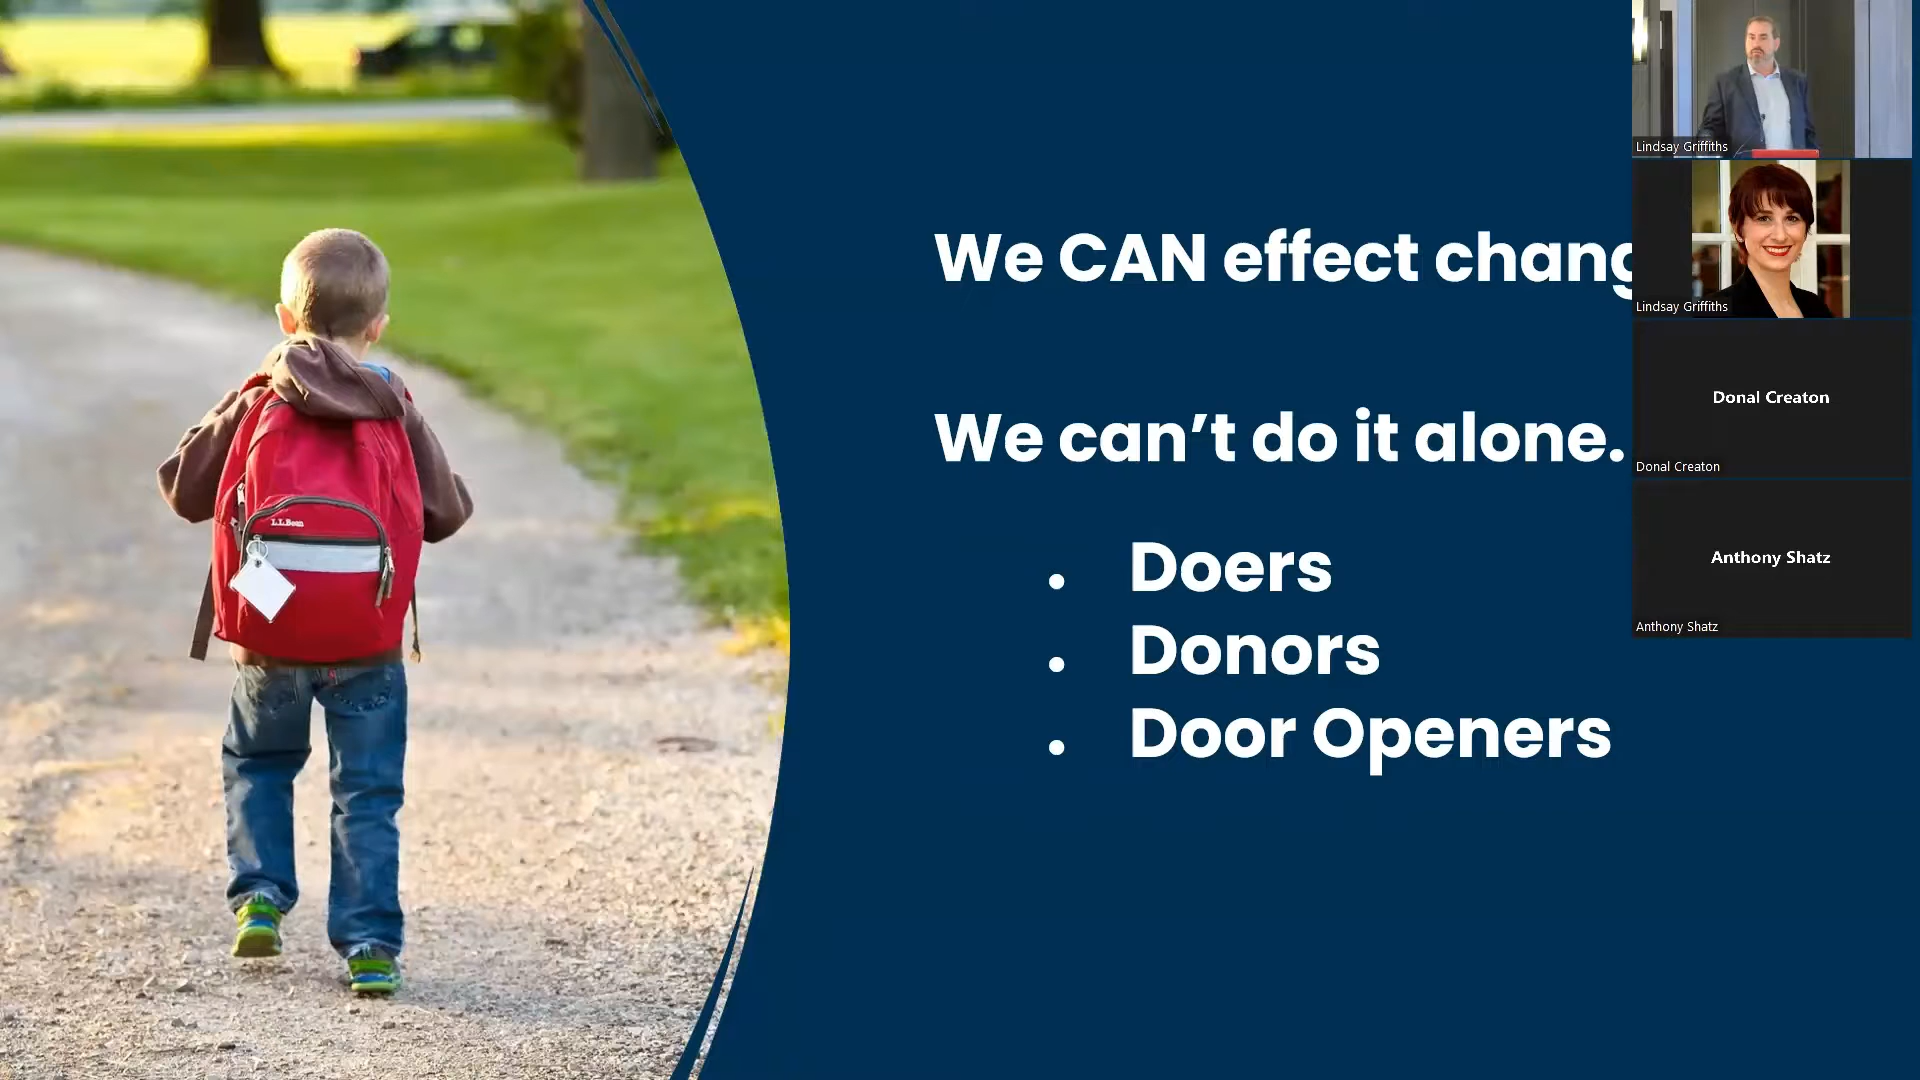 We CAN effect chang
We can’t do it alone.
• Doers
• Donors
• Door Openers
L.L.Bean
Lindsay Griffiths
Lindsay Griffiths
Donal Creaton
Donal Creaton
Anthony Shatz
Anthony Shatz